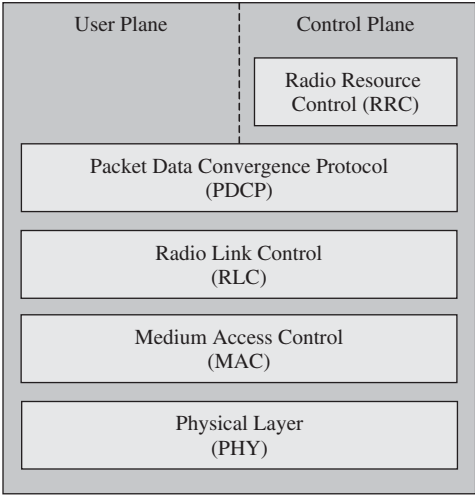 User Plane
Control Plane
Radio Resource
Control (RRC)
Packet Data Convergence Protocol
(PDCP)
Radio Link Control
(RLC)
Medium Access Control
(MAC)
Physical Layer
(PHY)